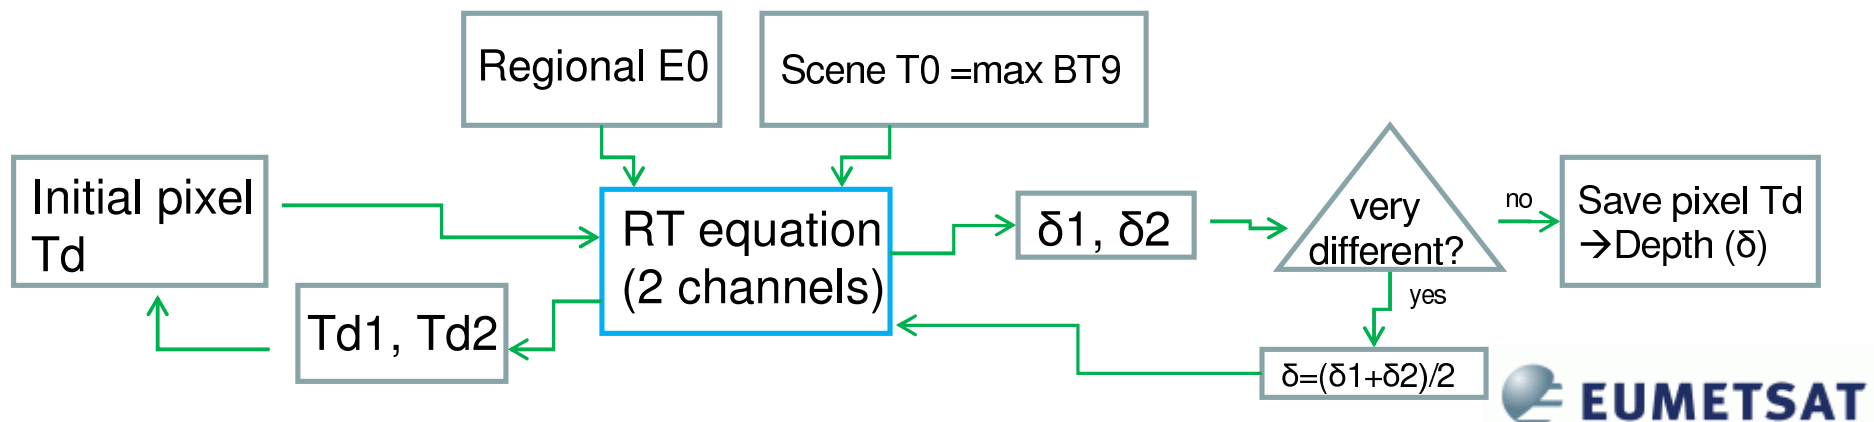 Regional E0
Scene T0 =max BT9
Initial pixel
Td
RT equation
(2 channels)
δ1, δ2
very
different?
no
Save pixel Td
→Depth (δ)
Td1, Td2
yes
δ=(δ1+δ2)/2
EUMETSAT